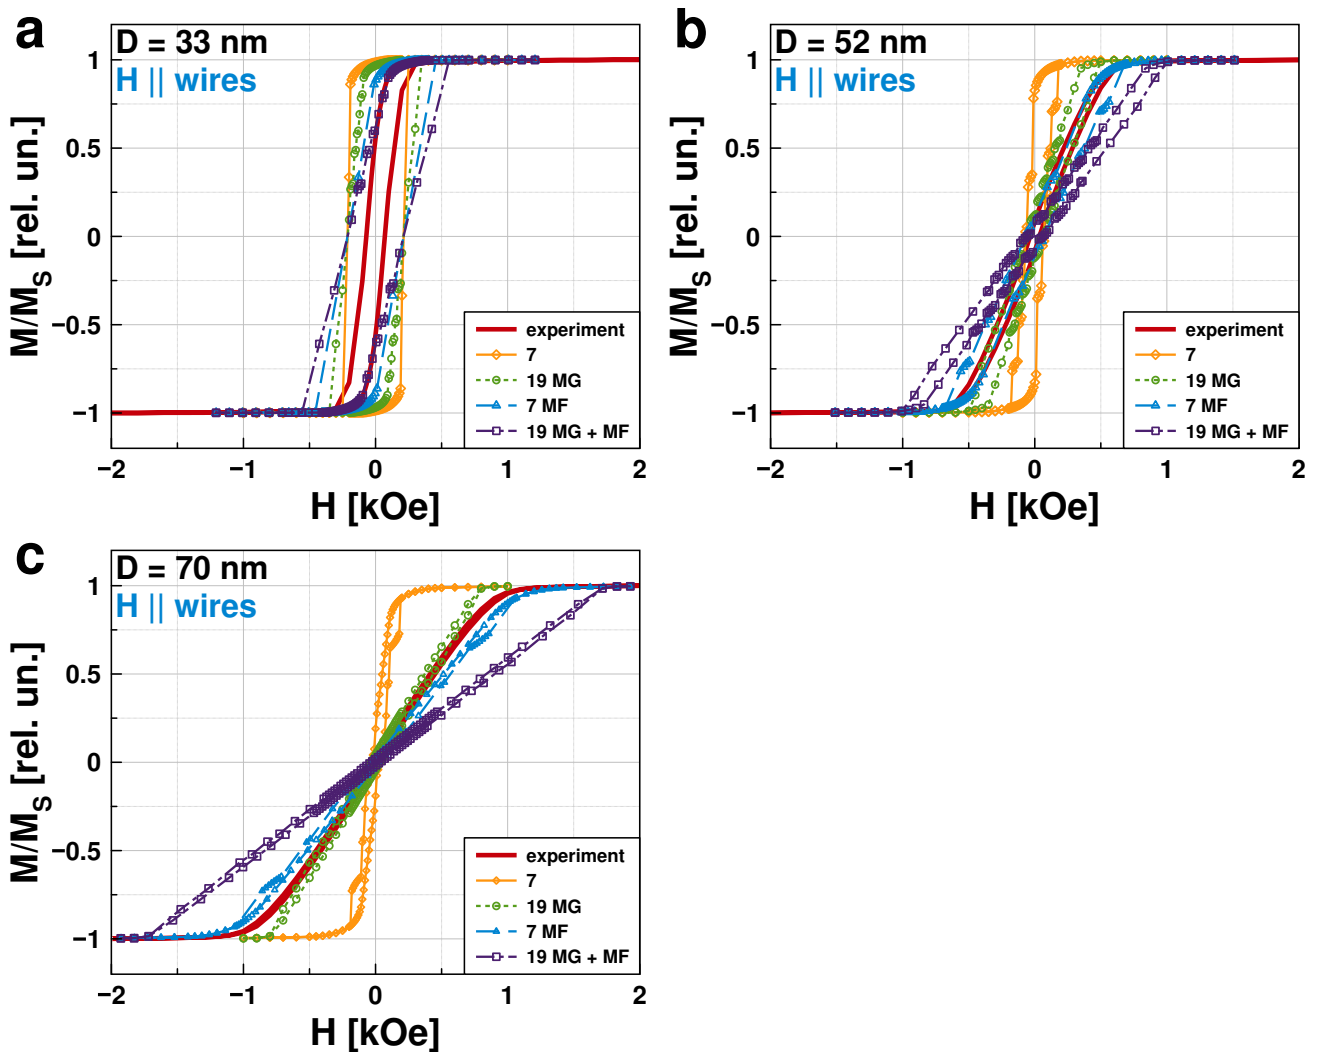 a
D = 33 nm
H || wires
M/MS [rel. un.]
1
0.5
0
−0.5
−1
experiment
7
19 MG
7 MF
19 MG + MF
−2
−1
0
1
2
H [kOe]
b
D = 52 nm
H || wires
M/MS [rel. un.]
1
0.5
0
−0.5
−1
experiment
7
19 MG
7 MF
19 MG + MF
−2
−1
0
1
2
H [kOe]
c
D = 70 nm
H || wires
M/MS [rel. un.]
1
0.5
0
−0.5
−1
experiment
7
19 MG
7 MF
19 MG + MF
−2
−1
0
1
2
H [kOe]